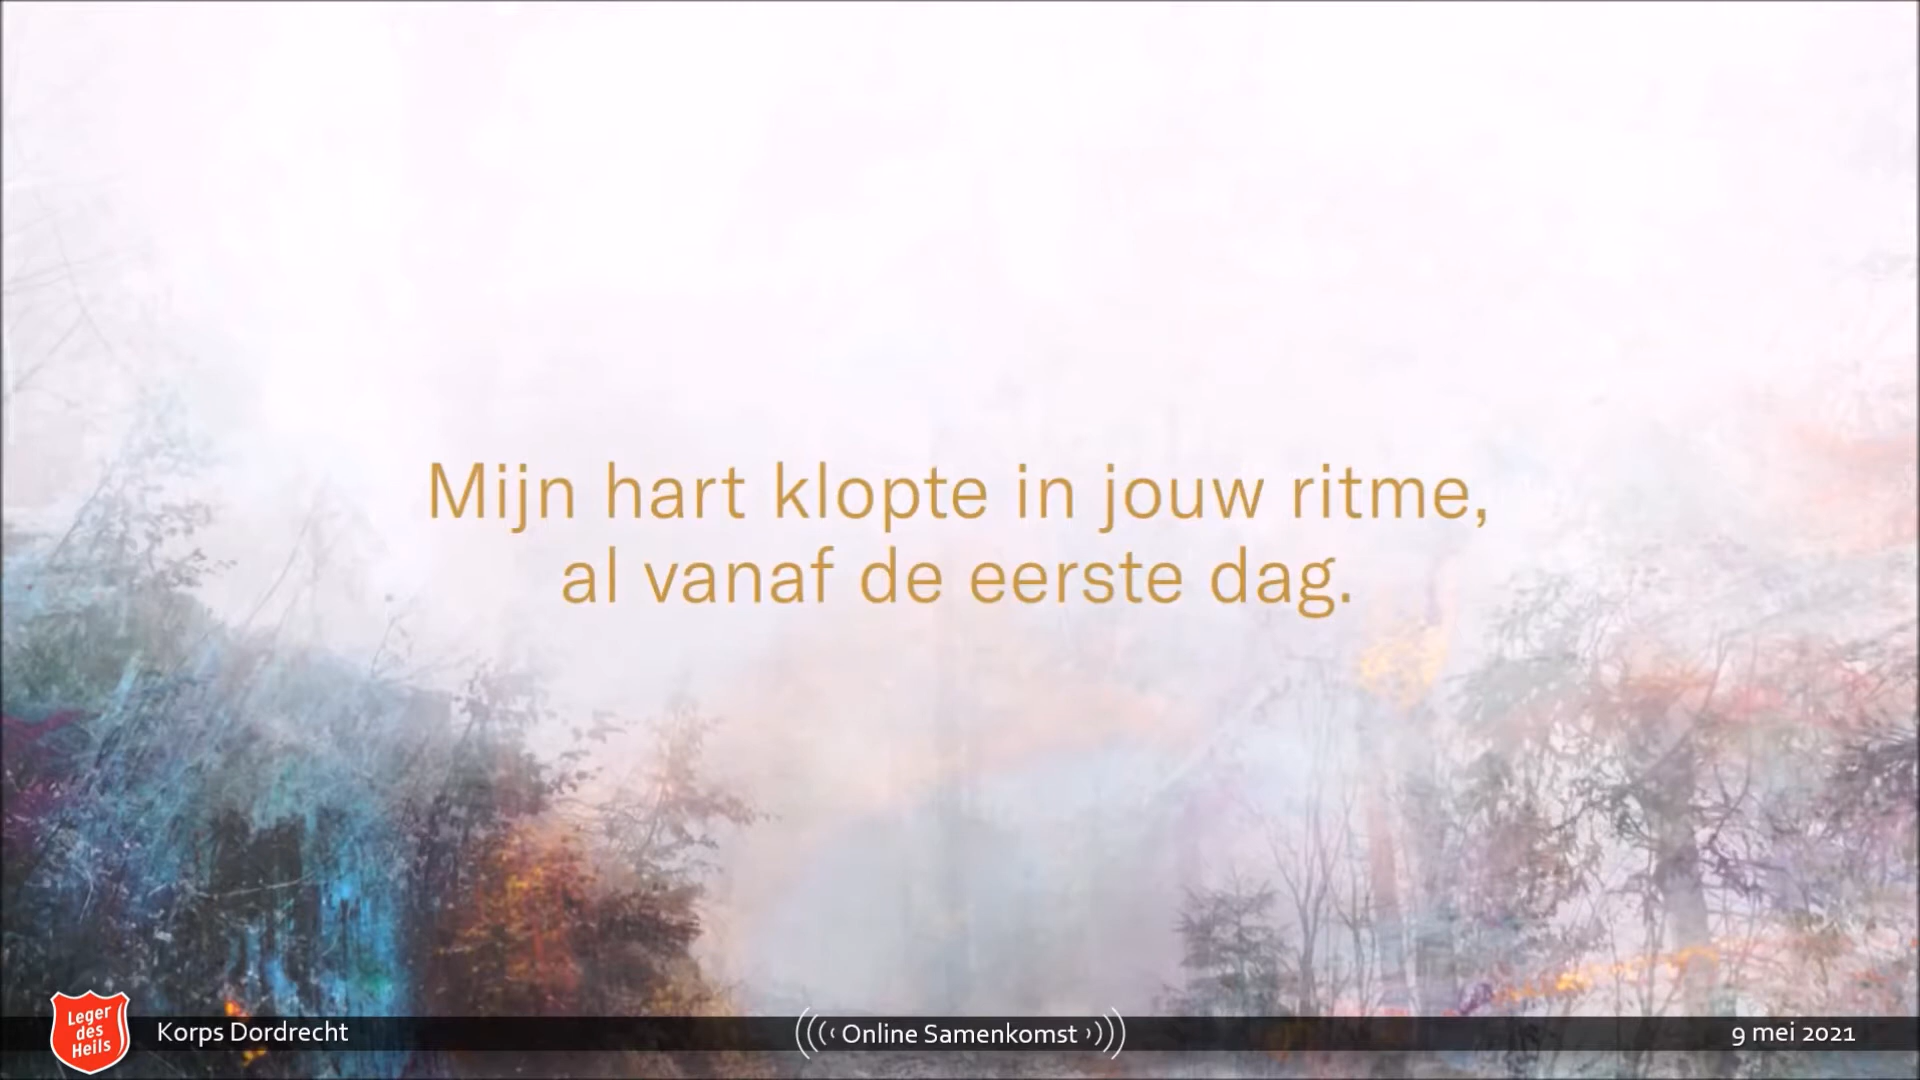 Mijn hart klopte in jouw ritme,
al vanaf de eerste dag.
Leger
des
Heils
Korps Dordrecht
Online Samenkomst
9 mei 2021